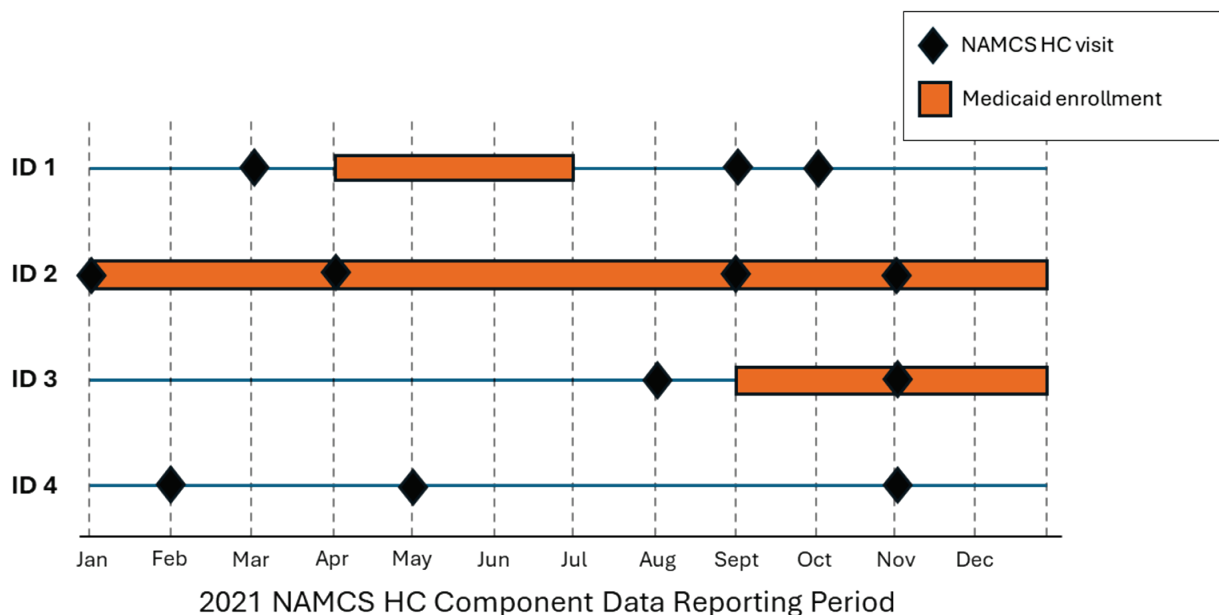 NAMCS HC visit
Medicaid enrollment
ID 1
ID 2
ID 3
ID 4
Jan Feb Mar Apr May Jun Jul Aug Sept Oct Nov Dec
2021 NAMCS HC Component Data Reporting Period